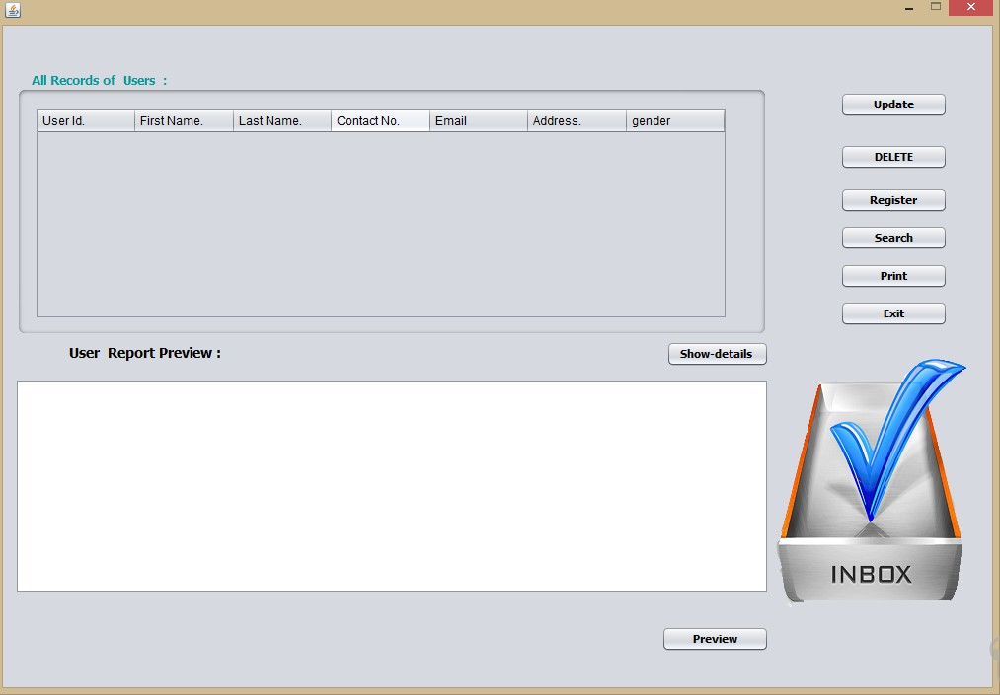 All Records of Users :
User Id. First Name. Last Name. Contact No. Email Address. gender
Update
DELETE
Register
Search
Print
Exit
User Report Preview :
Show-details
INBOX
Preview